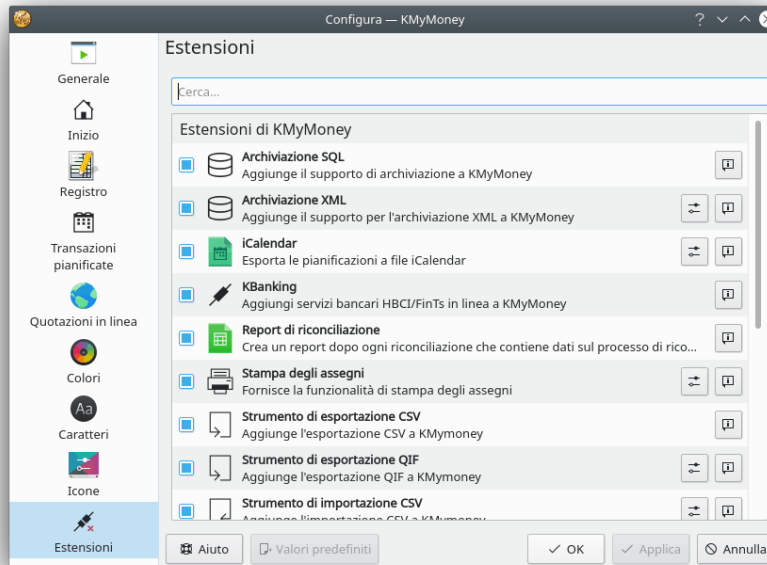 Configura — KMyMoney
Generale
Inizio
Registro
Transazioni
pianificate
Quotazioni in linea
Colori
Aa
Caratteri
Icone
Estensioni
Estensioni
Cerca...
Estensioni di KMyMoney
Archiviazione SQL
Aggiunge il supporto di archiviazione a KMyMoney
Archiviazione XML
Aggiunge il supporto per l'archiviazione XML a KMyMoney
iCalendar
Esporta le pianificazioni a file iCalendar
KBanking
Aggiungi servizi bancari HBCI/FinTs in linea a KMyMoney
Report di riconciliazione
Crea un report dopo ogni riconciliazione che contiene dati sul processo di rico...
Stampa degli assegni
Fornisce la funzionalità di stampa degli assegni
Strumento di esportazione CSV
Aggiunge l'esportazione CSV a KMymoney
Strumento di esportazione QIF
Aggiunge l'esportazione QIF a KMymoney
Strumento di importazione CSV
Aggiunge l'importazione CSV a KMymoney
Aiuto
Valori predefiniti
OK
Applica
Annulla